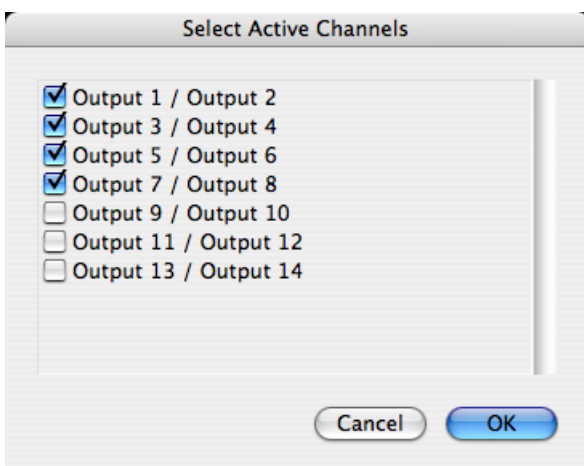 Select Active Channels
Output 1 / Output 2
Output 3 / Output 4
Output 5 / Output 6
Output 7 / Output 8
Output 9 / Output 10
Output 11 / Output 12
Output 13 / Output 14
Cancel OK